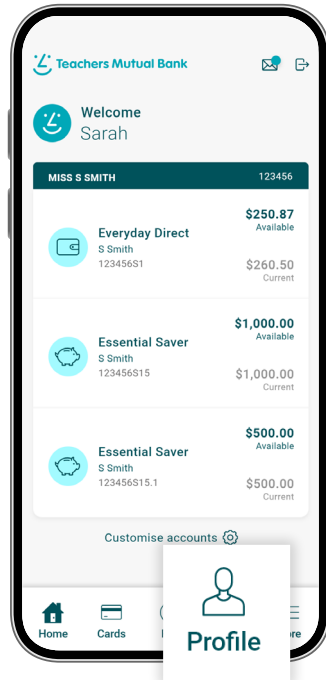 Teachers Mutual Bank
Welcome
Sarah
MISS S SMITH 123456
$250.87
Available
Everyday Direct
S Smith
123456S1
$260.50
Current
$1,000.00
Available
Essential Saver
S Smith
123456S15
$1,000.00
Current
$500.00
Available
Essential Saver
S Smith
123456S15.1
$500.00
Current
Customise accounts
Home Cards
Profile